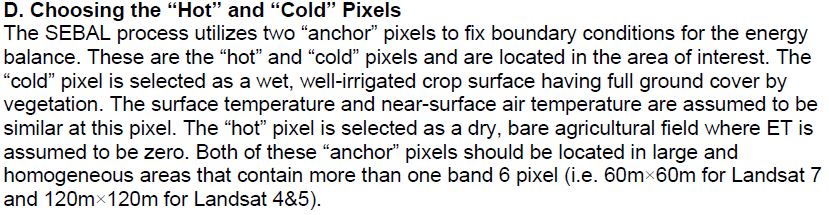 D. Choosing the “Hot” and “Cold” Pixels
The SEBAL process utilizes two “anchor” pixels to fix boundary conditions for the energy
balance. These are the “hot” and “cold” pixels and are located in the area of interest. The
“cold” pixel is selected as a wet, well-irrigated crop surface having full ground cover by
vegetation. The surface temperature and near-surface air temperature are assumed to be
similar at this pixel. The “hot” pixel is selected as a dry, bare agricultural field where ET is
assumed to be zero. Both of these “anchor” pixels should be located in large and
homogeneous areas that contain more than one band 6 pixel (i.e. 60m×60m for Landsat 7
and 120m×120m for Landsat 4&5).